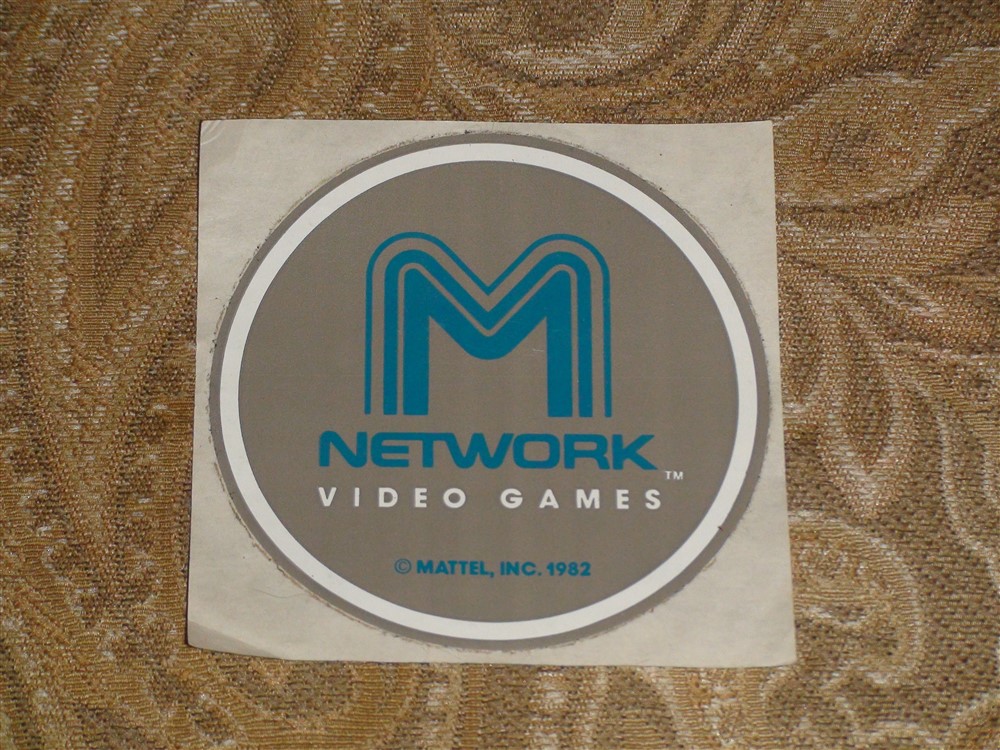 M
NETWORK™
VIDEO GAMES
© MATTEL, INC. 1982